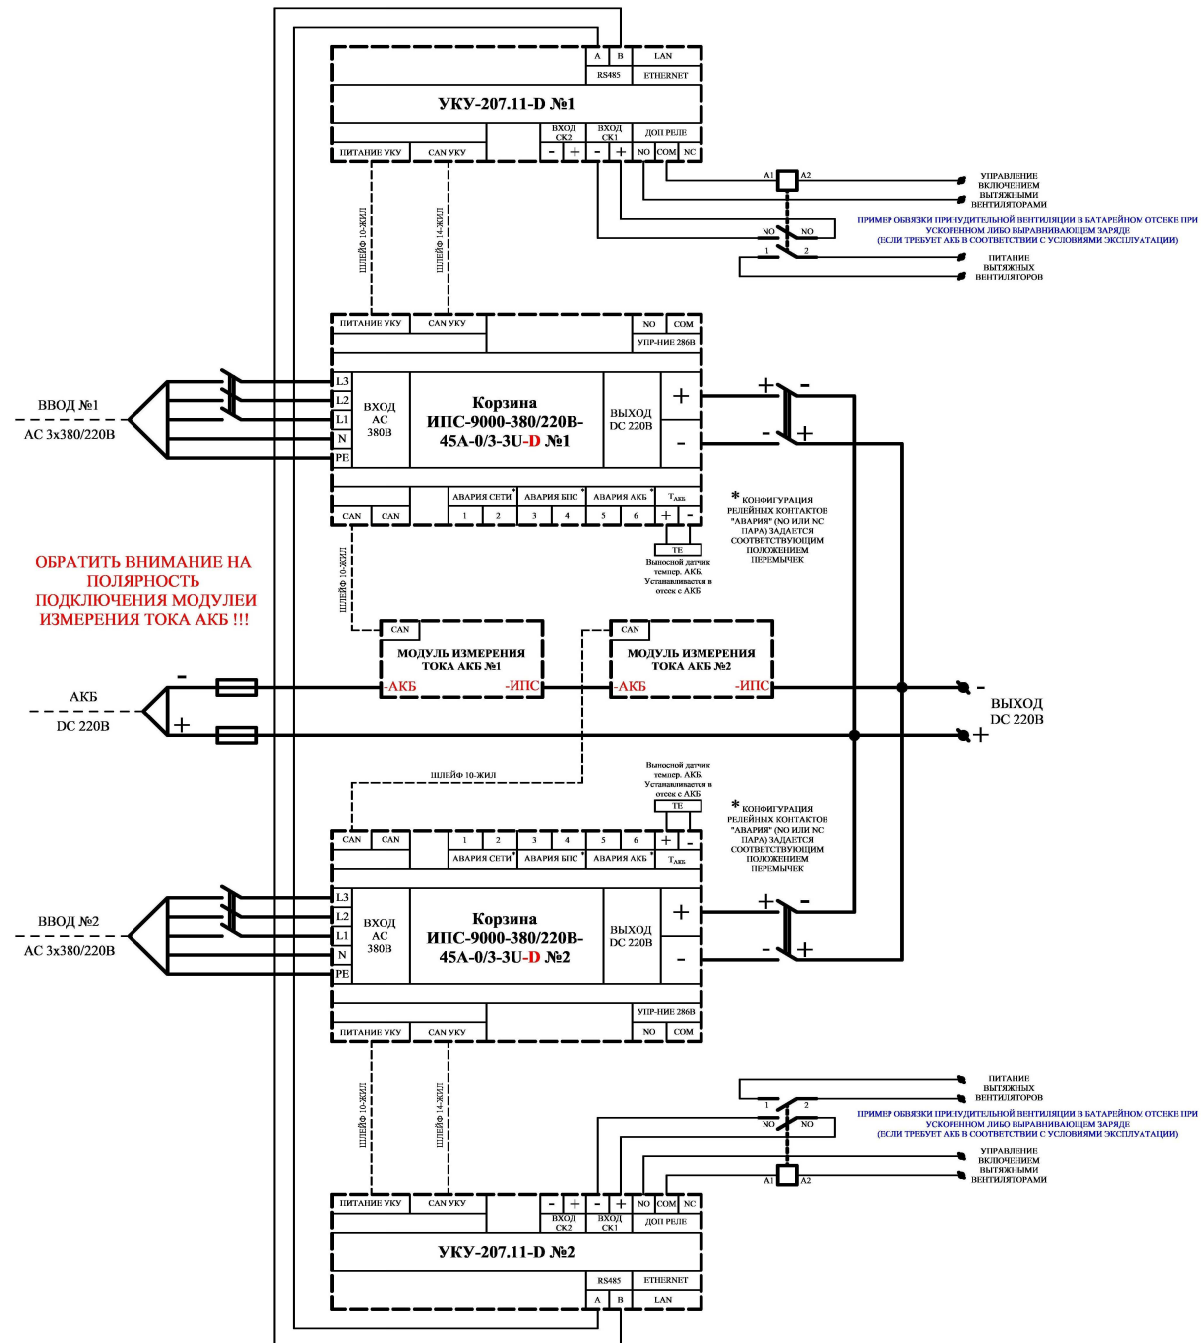 A B LAN
RS485 ETHERNET
УКУ-207.11-D №1
ВХОД СК2 ВХОД СК1 ДОП РЕЛЕ
ПИТАНИЕ УКУ CAN УКУ - + - + NO COM NC
ШЛЕЙФ 10-ЖИЛ
ШЛЕЙФ 14-ЖИЛ
A1 A2
УПРАВЛЕНИЕ
ВКЛЮЧЕНИЕМ
ВЫТЯЖНЫМИ
ВЕНТИЛЯТОРАМИ
ПРИМЕР ОБВЯЗКИ ПРИНУДИТЕЛЬНОЙ ВЕНТИЛЯЦИИ В БАТАРЕЙНОМ ОТСЕКЕ ПРИ
УСКОРЕННОМ ЛИБО ВЫРАВНИВАЮЩЕМ ЗАРЯДЕ
(ЕСЛИ ТРЕБУЕТ АКБ В СООТВЕТСТВИИ С УСЛОВИЯМИ ЭКСПЛУАТАЦИИ)
NO NO
1 2
ПИТАНИЕ
ВЫТЯЖНЫХ
ВЕНТИЛЯТОРОВ
ПИТАНИЕ УКУ CAN УКУ NO COM
УПР-НИЕ 286В
ВВОД №1
AC 3x380/220В
L3
L2
L1
N
PE
ВХОД
AC
380В
Корзина
ИПС-9000-380/220В-
45А-0/3-3U-D №1
ВЫХОД
DC 220В
+
-
+ -
- +
АВАРИЯ СЕТИ* АВАРИЯ БПС* АВАРИЯ АКБ* TАКБ
CAN CAN 1 2 3 4 5 6 + -
TE
Выносной датчик
темпер. АКБ.
Устанавливается в
отсек с АКБ
* КОНФИГУРАЦИЯ
РЕЛЕЙНЫХ КОНТАКТОВ
"АВАРИЯ" (NO ИЛИ NC
ПАРА) ЗАДАЕТСЯ
СООТВЕТСТВУЮЩИМ
ПОЛОЖЕНИЕМ
ПЕРЕМЫЧЕК
ШЛЕЙФ 10-ЖИЛ
ОБРАТИТЬ ВНИМАНИЕ НА
ПОЛЯРНОСТЬ
ПОДКЛЮЧЕНИЯ МОДУЛЕЙ
ИЗМЕРЕНИЯ ТОКА АКБ !!!
CAN
МОДУЛЬ ИЗМЕРЕНИЯ
ТОКА АКБ №1
-АКБ -ИПС
CAN
МОДУЛЬ ИЗМЕРЕНИЯ
ТОКА АКБ №2
-АКБ -ИПС
АКБ
DC 220В
-
+
-
ВЫХОД
DC 220В
+
ШЛЕЙФ 10-ЖИЛ
Выносной датчик
темпер. АКБ.
Устанавливается в
отсек с АКБ
TE
* КОНФИГУРАЦИЯ
РЕЛЕЙНЫХ КОНТАКТОВ
"АВАРИЯ" (NO ИЛИ NC
ПАРА) ЗАДАЕТСЯ
СООТВЕТСТВУЮЩИМ
ПОЛОЖЕНИЕМ
ПЕРЕМЫЧЕК
CAN CAN 1 2 3 4 5 6 + -
АВАРИЯ СЕТИ* АВАРИЯ БПС* АВАРИЯ АКБ* TАКБ
ВВОД №2
AC 3x380/220В
L3
L2
L1
N
PE
ВХОД
AC
380В
Корзина
ИПС-9000-380/220В-
45А-0/3-3U-D №2
ВЫХОД
DC 220В
+
-
+ -
- +
УПР-НИЕ 286В
ПИТАНИЕ УКУ CAN УКУ NO COM
ШЛЕЙФ 10-ЖИЛ
ШЛЕЙФ 14-ЖИЛ
ПИТАНИЕ
ВЫТЯЖНЫХ
ВЕНТИЛЯТОРОВ
1 2
NO NO
ПРИМЕР ОБВЯЗКИ ПРИНУДИТЕЛЬНОЙ ВЕНТИЛЯЦИИ В БАТАРЕЙНОМ ОТСЕКЕ ПРИ
УСКОРЕННОМ ЛИБО ВЫРАВНИВАЮЩЕМ ЗАРЯДЕ
(ЕСЛИ ТРЕБУЕТ АКБ В СООТВЕТСТВИИ С УСЛОВИЯМИ ЭКСПЛУАТАЦИИ)
УПРАВЛЕНИЕ
ВКЛЮЧЕНИЕМ
ВЫТЯЖНЫМИ
ВЕНТИЛЯТОРАМИ
A1 A2
ПИТАНИЕ УКУ CAN УКУ - + - + NO COM NC
ВХОД СК2 ВХОД СК1 ДОП РЕЛЕ
УКУ-207.11-D №2
RS485 ETHERNET
A B LAN